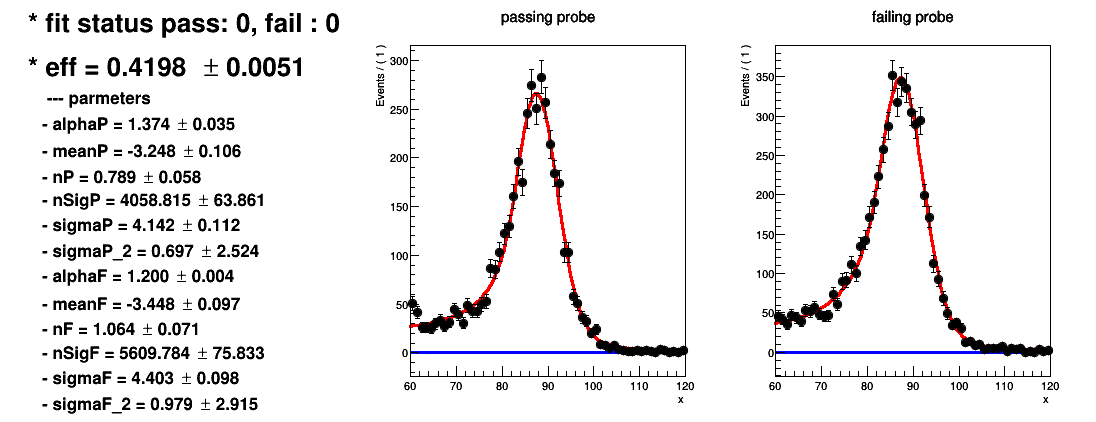 * fit status pass: 0, fail : 0
* eff = 0.4198 ± 0.0051
--- parmeters
- alphaP = 1.374 ± 0.035
- meanP = -3.248 ± 0.106
- nP = 0.789 ± 0.058
- nSigP = 4058.815 ± 63.861
- sigmaP = 4.142 ± 0.112
- sigmaP_2 = 0.697 ± 2.524
- alphaF = 1.200 ± 0.004
- meanF = -3.448 ± 0.097
- nF = 1.064 ± 0.071
- nSigF = 5609.784 ± 75.833
- sigmaF = 4.403 ± 0.098
- sigmaF_2 = 0.979 ± 2.915
passing probe
Events / ( 1 )
300
250
200
150
100
50
0
60 70 80 90 100 110 120
x
failing probe
Events / ( 1 )
350
300
250
200
150
100
50
0
60 70 80 90 100 110 120
x